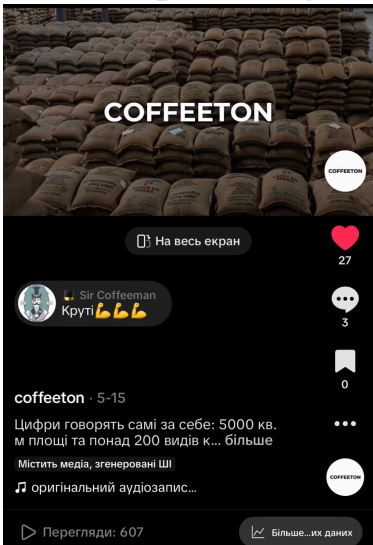 COFFEETON
COFFEETON
На весь екран
27
Sir Coffeeman
Круті💪💪💪
3
0
coffeeton · 5-15
Цифри говорять самі за себе: 5000 кв.
м площі та понад 200 видів к... більше
Містить медіа, згенеровані ШІ
COFFEETON
оригінальний аудіозапис...
Перегляди: 607
Більше...их даних